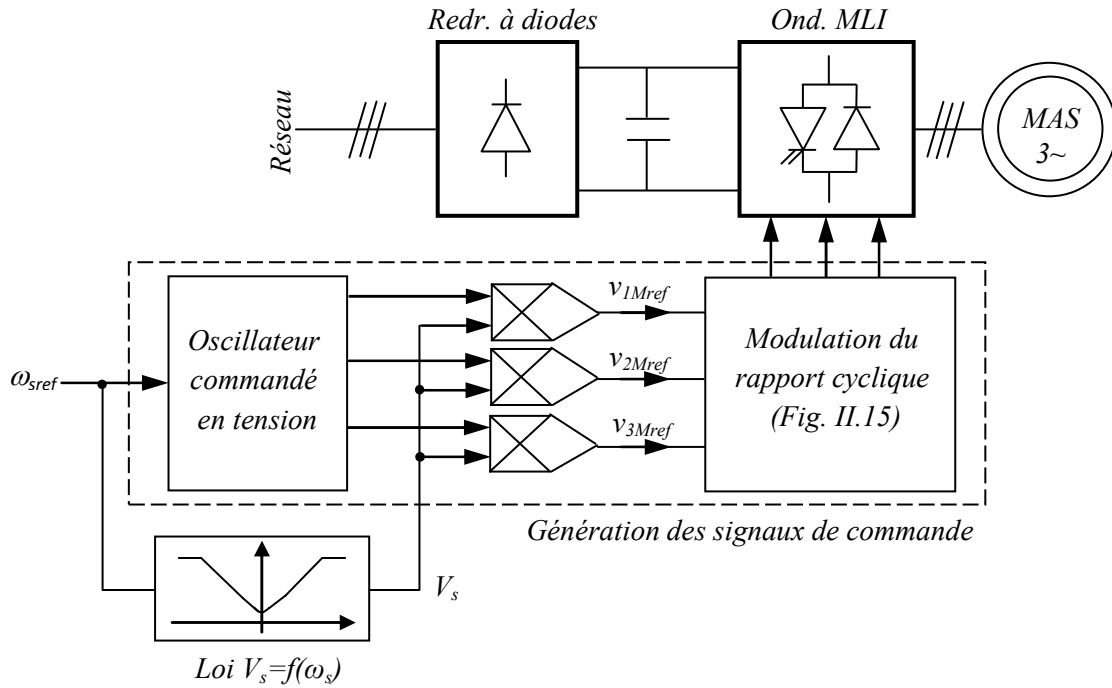 Redr. à diodes
Ond. MLI
Réseau
MAS
3~
ωsref
Oscillateur
commandé
en tension
v1Mref
v2Mref
v3Mref
Modulation du
rapport cyclique
(Fig. II.15)
Génération des signaux de commande
Vs
Loi Vs=f(ωs)